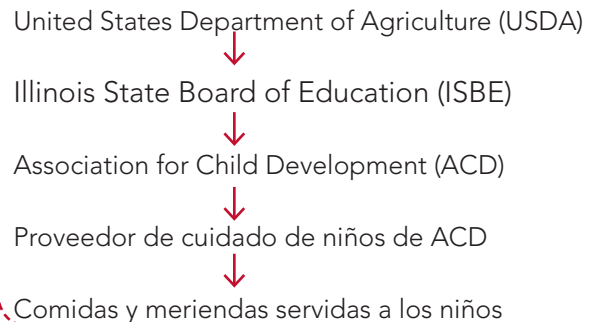 United States Department of Agriculture (USDA)
Illinois State Board of Education (ISBE)
Association for Child Development (ACD)
Proveedor de cuidado de niños de ACD
Comidas y meriendas servidas a los niños